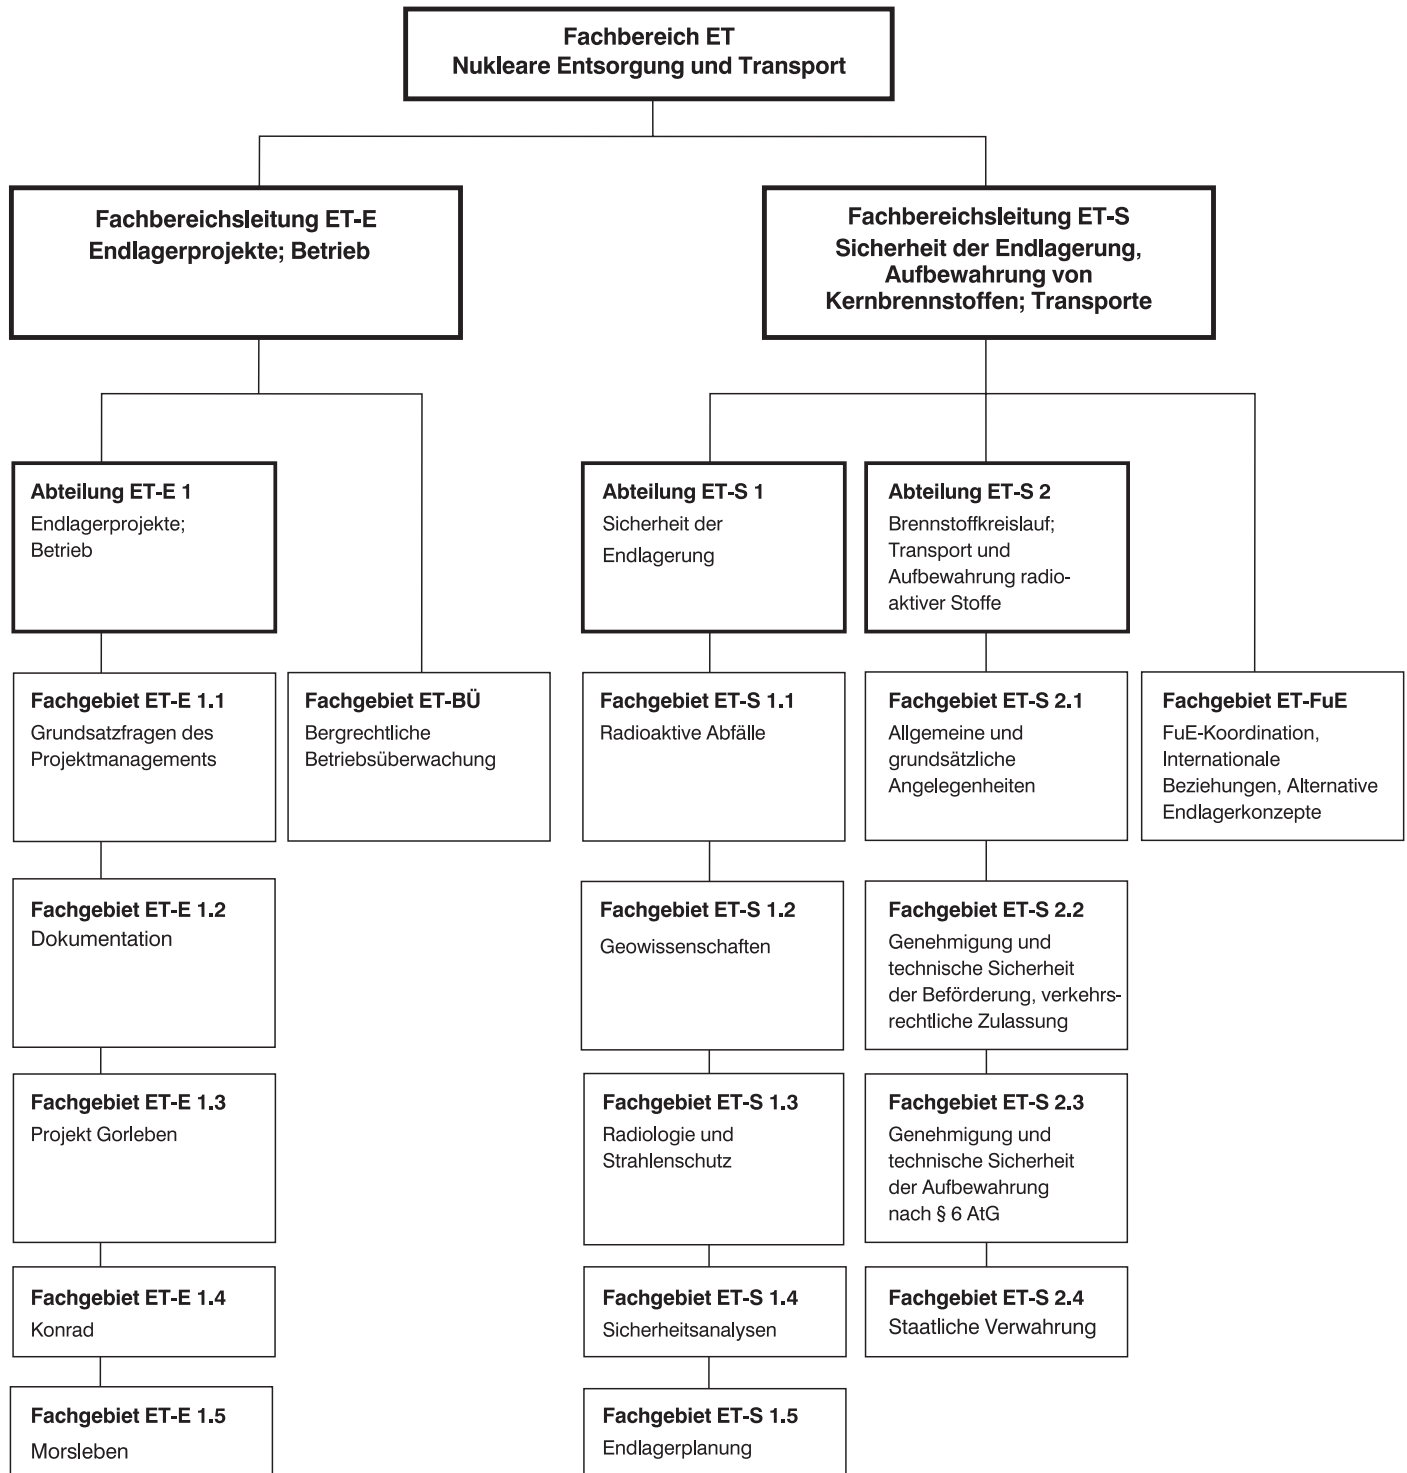 Fachbereich ET
Nukleare Entsorgung und Transport
Fachbereichsleitung ET-E
Endlagerprojekte; Betrieb
Fachbereichsleitung ET-S
Sicherheit der Endlagerung,
Aufbewahrung von
Kernbrennstoffen; Transporte
Abteilung ET-E 1
Endlagerprojekte;
Betrieb
Abteilung ET-S 1
Sicherheit der
Endlagerung
Abteilung ET-S 2
Brennstoffkreislauf;
Transport und
Aufbewahrung radio-
aktiver Stoffe
Fachgebiet ET-E 1.1
Grundsatzfragen des
Projektmanagements
Fachgebiet ET-BÜ
Bergrechtliche
Betriebsüberwachung
Fachgebiet ET-S 1.1
Radioaktive Abfälle
Fachgebiet ET-S 2.1
Allgemeine und
grundsätzliche
Angelegenheiten
Fachgebiet ET-FuE
FuE-Koordination,
Internationale
Beziehungen, Alternative
Endlagerkonzepte
Fachgebiet ET-E 1.2
Dokumentation
Fachgebiet ET-S 1.2
Geowissenschaften
Fachgebiet ET-S 2.2
Genehmigung und
technische Sicherheit
der Beförderung, verkehrs-
rechtliche Zulassung
Fachgebiet ET-E 1.3
Projekt Gorleben
Fachgebiet ET-S 1.3
Radiologie und
Strahlenschutz
Fachgebiet ET-S 2.3
Genehmigung und
technische Sicherheit
der Aufbewahrung
nach § 6 AtG
Fachgebiet ET-E 1.4
Konrad
Fachgebiet ET-S 1.4
Sicherheitsanalysen
Fachgebiet ET-S 2.4
Staatliche Verwahrung
Fachgebiet ET-E 1.5
Morsleben
Fachgebiet ET-S 1.5
Endlagerplanung